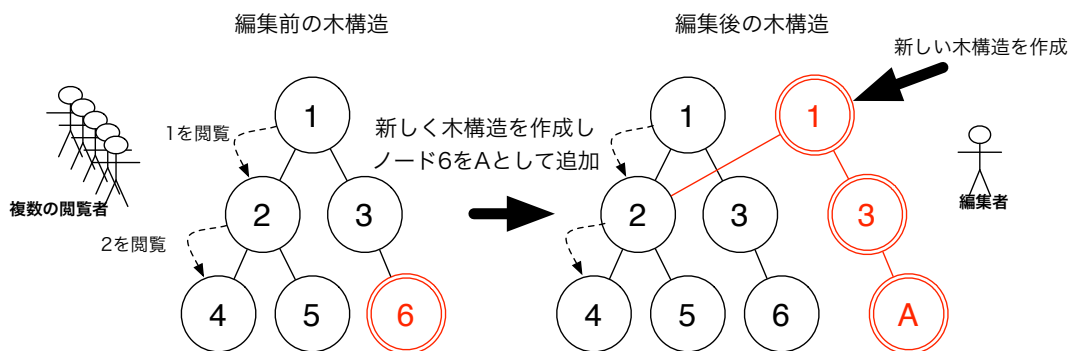 編集前の木構造
編集後の木構造
新しい木構造を作成
1
1を閲覧
2
3
2を閲覧
4
5
6
複数の閲覧者
新しく木構造を作成し
ノード6をAとして追加
1
1
2
3
3
4
5
6
A
編集者